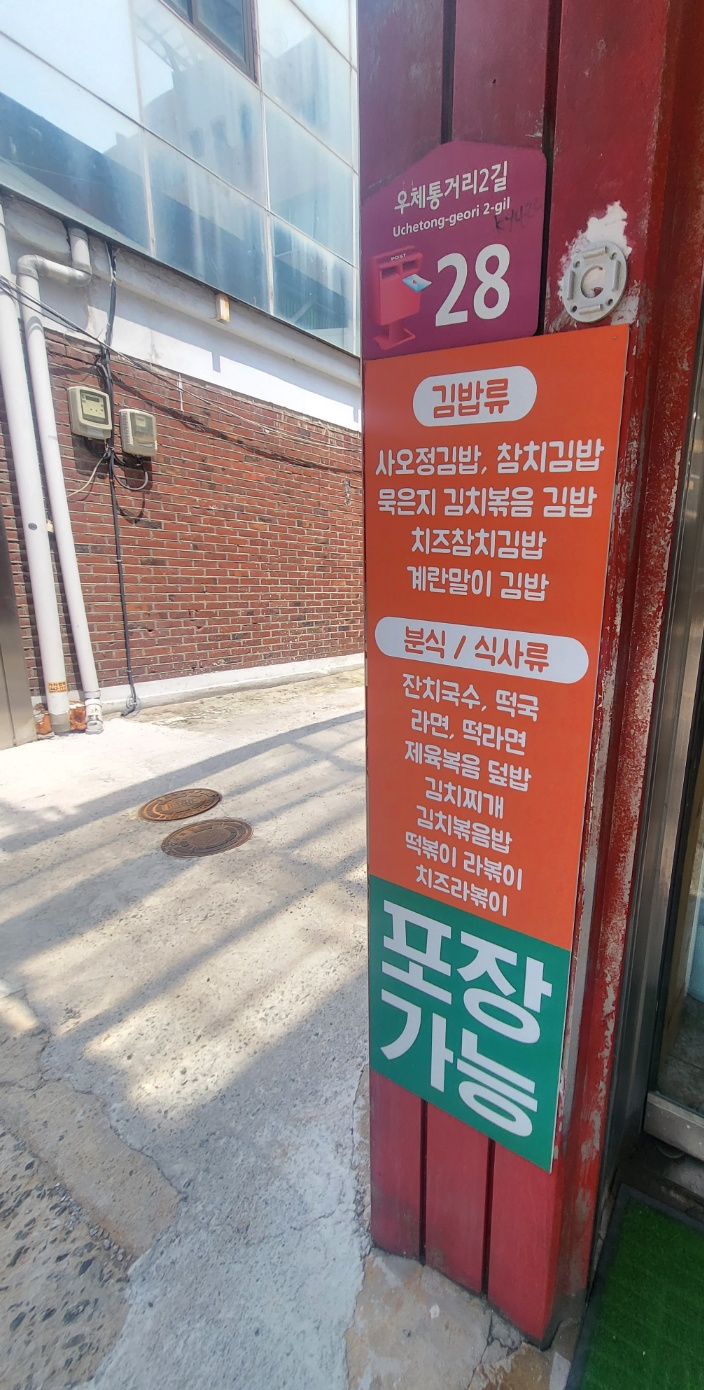 우체통거리2길
Uchetong-geori 2-gil
POST
28
김밥류
사오정김밥, 참치김밥
묵은지 김치볶음 김밥
치즈참치김밥
계란말이 김밥
분식 / 식사류
잔치국수, 떡국
라면, 떡라면
제육볶음 덮밥
김치찌개
김치볶음밥
떡볶이 라볶이
치즈라볶이
포장
가능